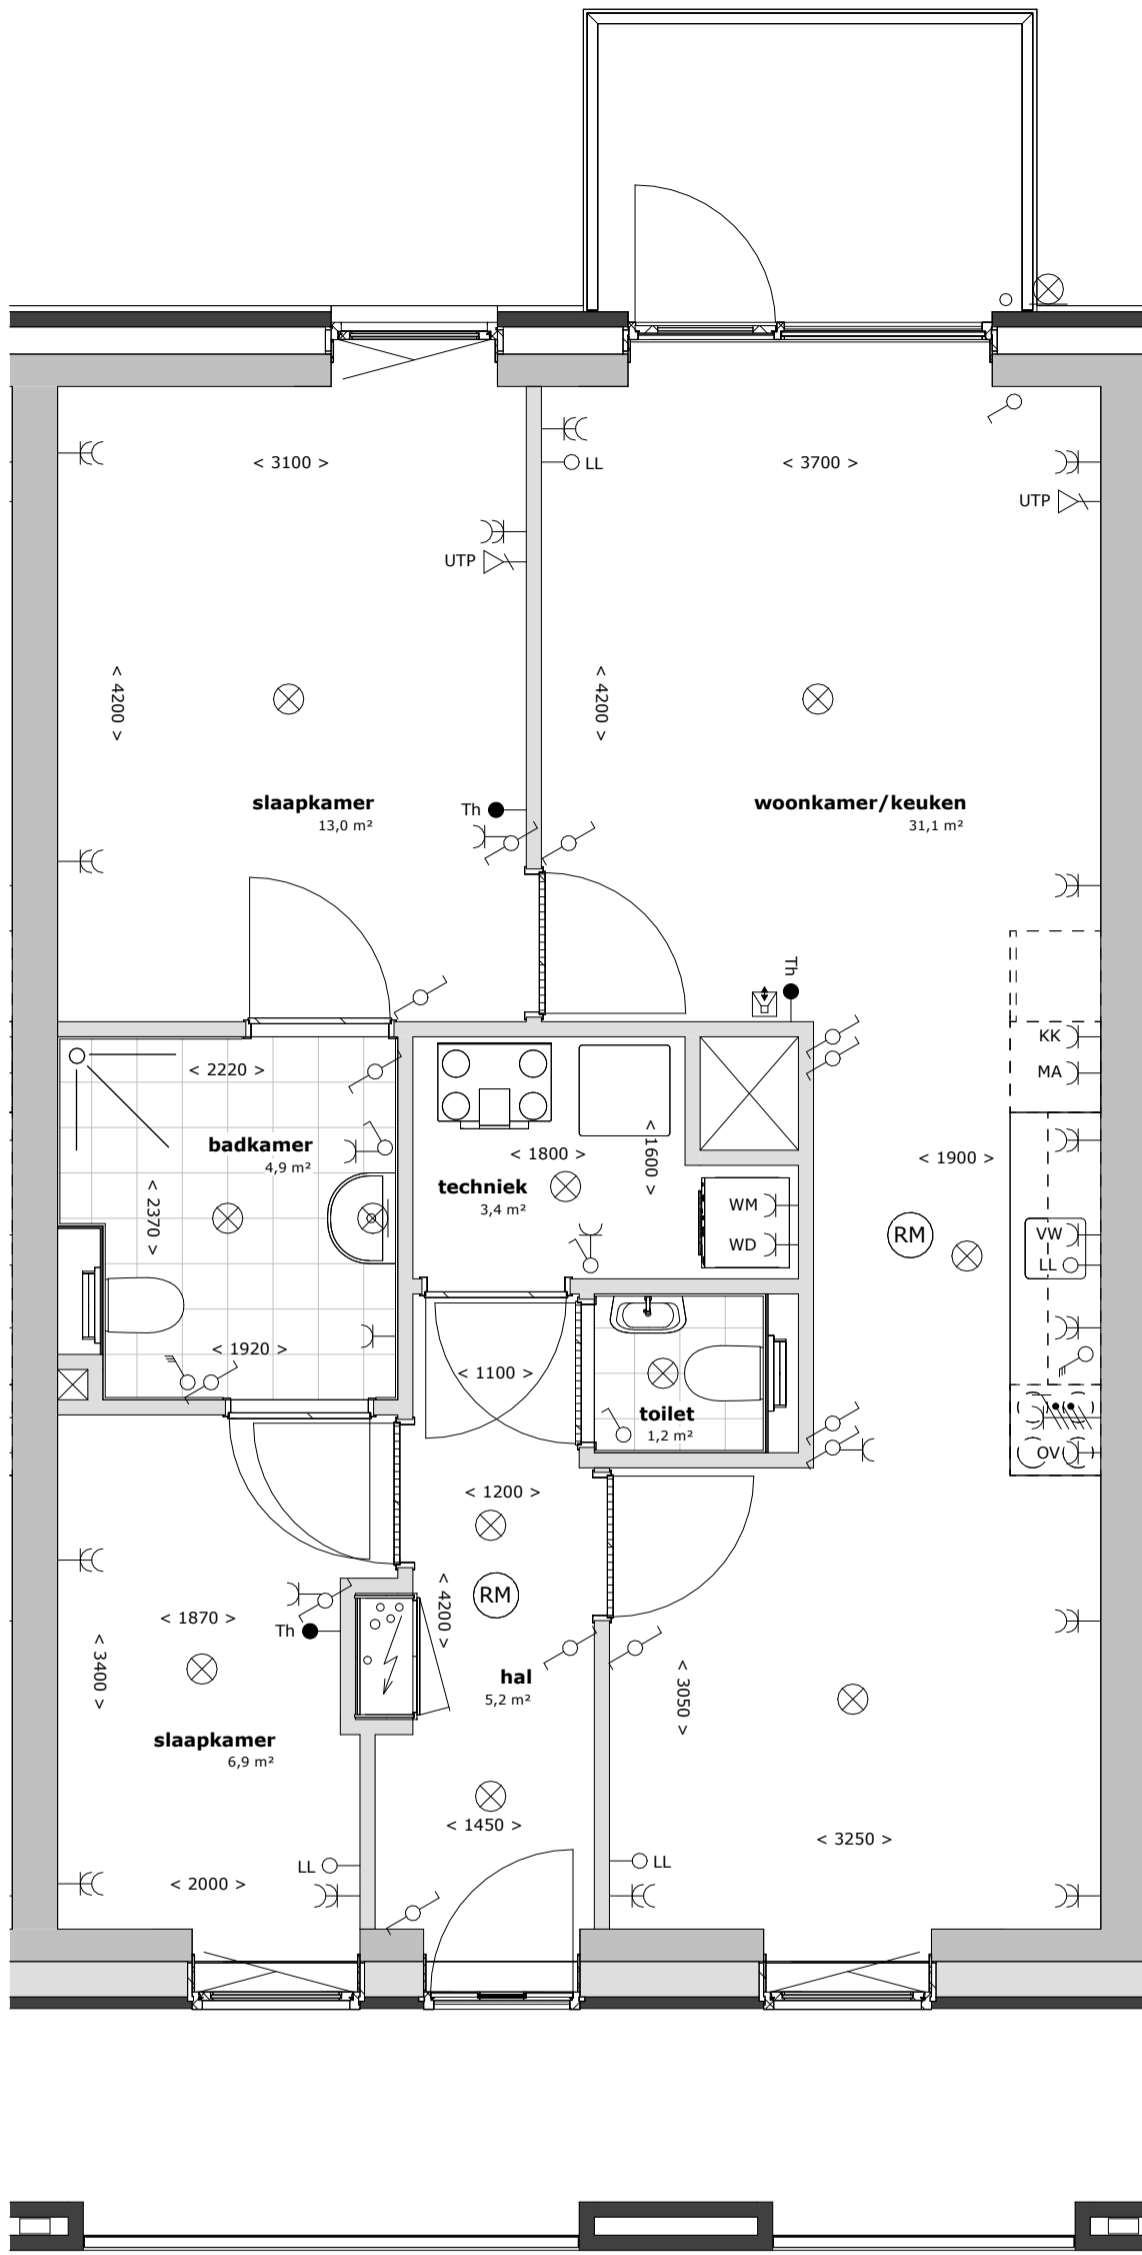 < 3100 >
< 3700 >
LL
UTP
UTP
< 4200 >
< 4200 >
slaapkamer
13,0 m²
Th
woonkamer/keuken
31,1 m²
Th
KK
MA
< 2220 >
badkamer
4,9 m²
< 2370 >
< 1920 >
< 1800 >
< 1600 >
techniek
3,4 m²
WM
WD
< 1900 >
RM
VW
LL
OV
< 1100 >
toilet
1,2 m²
< 1200 >
RM
< 4200 >
hal
5,2 m²
< 1450 >
< 1870 >
Th
< 3400 >
slaapkamer
6,9 m²
LL
< 2000 >
< 3050 >
< 3250 >
LL